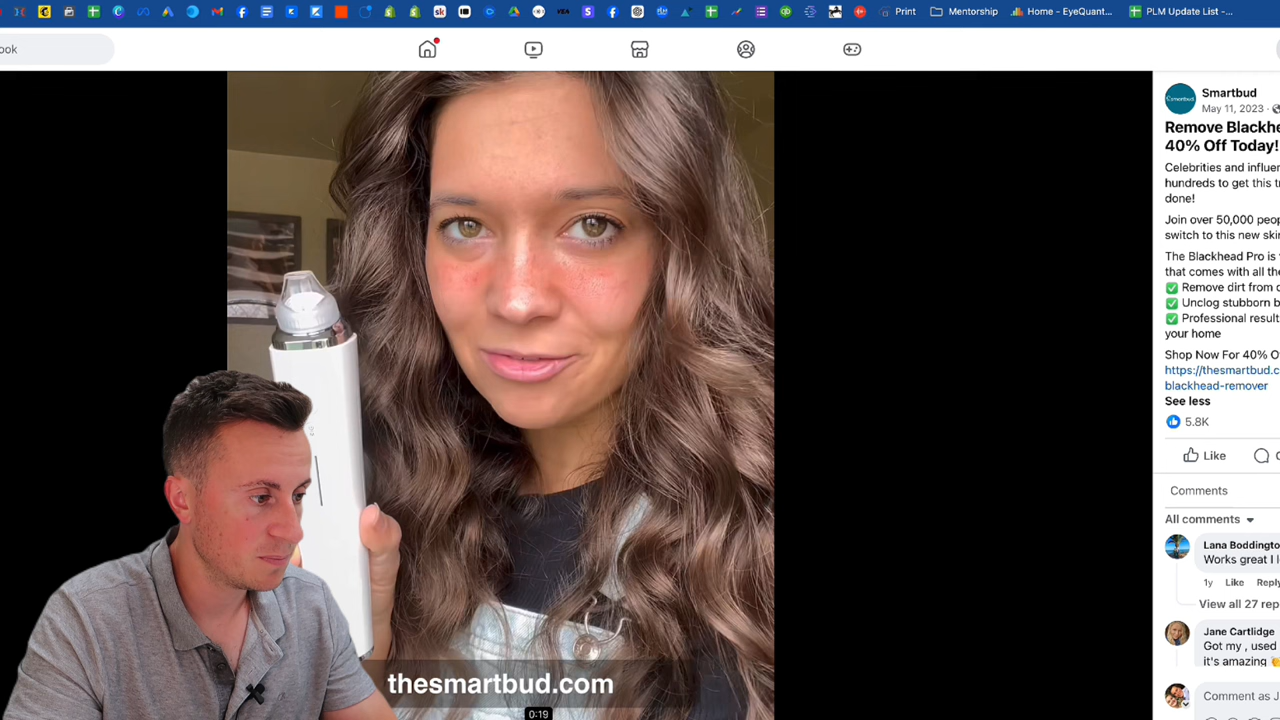 Print
Mentorship
Home - EyeQuant...
PLM Update List -...
ook
Smartbud
May 11, 2023 ·
Remove Blackhe
40% Off Today!
Celebrities and influen
hundreds to get this tr
done!
Join over 50,000 peop
switch to this new skin
The Blackhead Pro is
that comes with all the
✅ Remove dirt from
✅ Unclog stubborn b
✅ Professional result
your home
Shop Now For 40% O
https://thesmartbud.c
blackhead-remover
See less
5.8K
Like
Comments
All comments
Lana Boddingto
Works great I
1y Like Reply
View all 27 rep
Jane Cartlidge
Got my , used
it's amazing
Comment as J
thesmartbud.com
0:19